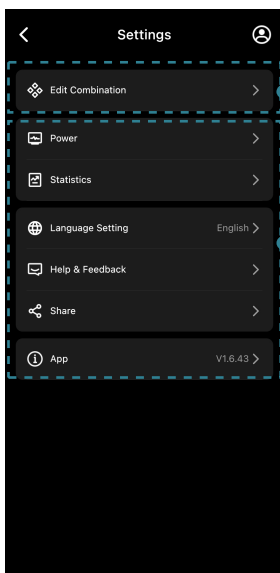 Settings
Edit Combination
Power
Statistics
Language Setting English
Help & Feedback
Share
App V1.6.43